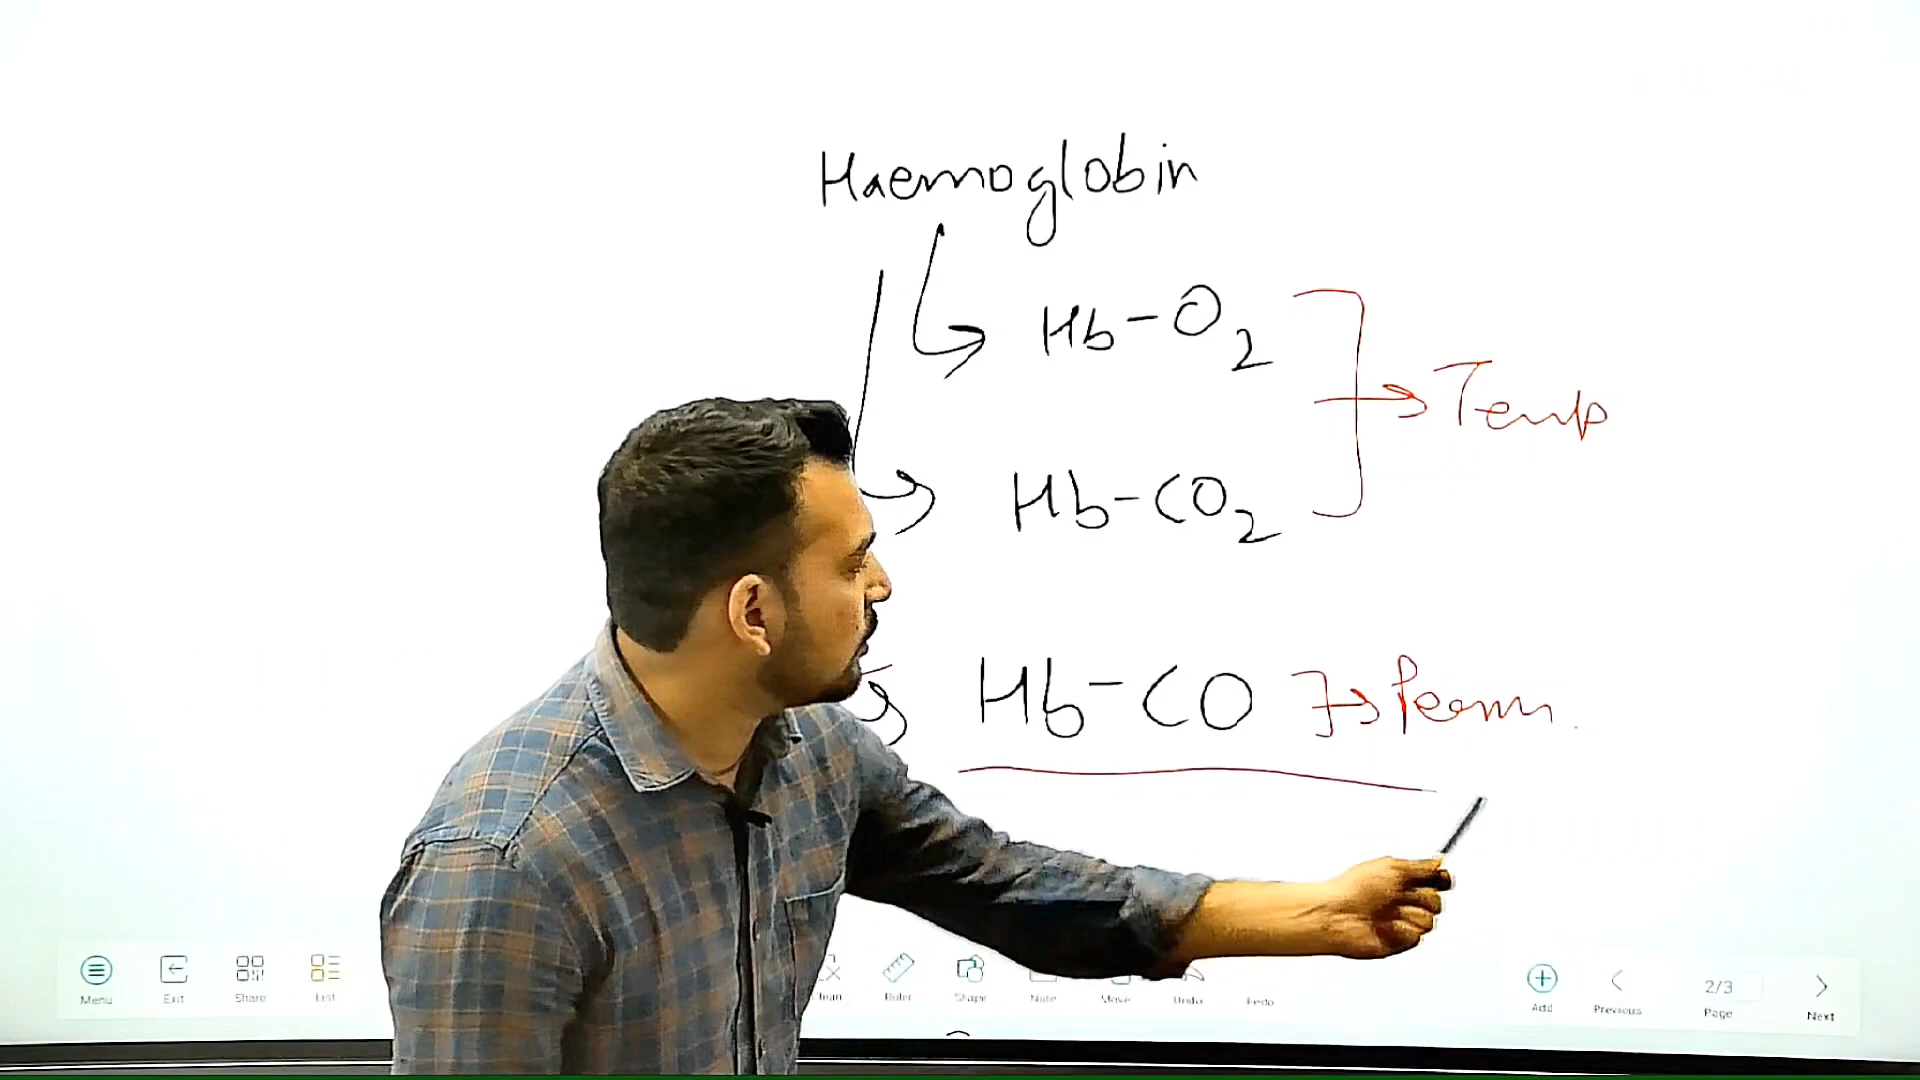 Haemoglobin
Hb-O2
Temp
Hb-CO2
Hb-CO
Perm.
Menu
Exit
Share
List
Ruler
Shape
Note
Move
Undo
Redo
Add
Previous
2/3
Page
Next